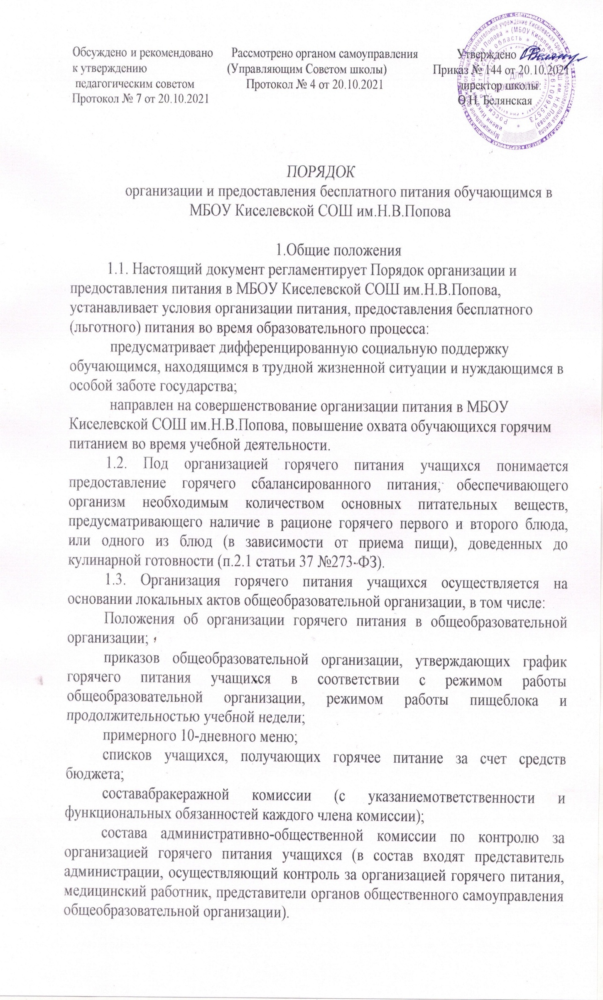 Обсуждено и рекомендовано Рассмотрено органом самоуправления Утверждено
к утверждению (Управляющим Советом школы) Приказ № 144 от 20.10.2021
педагогическим советом Протокол № 4 от 20.10.2021 директор школы:
Протокол № 7 от 20.10.2021 О.Н. Белянская
ДЛЯ
ДОКУМЕНТОВ
ПОРЯДОК
организации и предоставления бесплатного питания обучающимся в
МБОУ Киселевской СОШ им.Н.В.Попова
1.Общие положения
1.1. Настоящий документ регламентирует Порядок организации и
предоставления питания в МБОУ Киселевской СОШ им.Н.В.Попова,
устанавливает условия организации питания, предоставления бесплатного
(льготного) питания во время образовательного процесса:
предусматривает дифференцированную социальную поддержку
обучающимся, находящимся в трудной жизненной ситуации и нуждающимся в
особой заботе государства;
направлен на совершенствование организации питания в МБОУ
Киселевской СОШ им.Н.В.Попова, повышение охвата обучающихся горячим
питанием во время учебной деятельности.
1.2. Под организацией горячего питания учащихся понимается
предоставление горячего сбалансированного питания, обеспечивающего
организм необходимым количеством основных питательных веществ,
предусматривающего наличие в рационе горячего первого и второго блюда,
или одного из блюд (в зависимости от приема пищи), доведенных до
кулинарной готовности (п.2.1 статьи 37 №273-ФЗ).
1.3. Организация горячего питания учащихся осуществляется на
основании локальных актов общеобразовательной организации, в том числе:
Положения об организации горячего питания в общеобразовательной
организации;
приказов общеобразовательной организации, утверждающих график
горячего питания учащихся в соответствии с режимом работы
общеобразовательной организации, режимом работы пищеблока и
продолжительностью учебной недели;
примерного 10-дневного меню;
списков учащихся, получающих горячее питание за счет средств
бюджета;
составабракеражной комиссии (с указаниемответственности и
функциональных обязанностей каждого члена комиссии);
состава административно-общественной комиссии по контролю за
организацией горячего питания учащихся (в состав входят представитель
администрации, осуществляющий контроль за организацией горячего питания,
медицинский работник, представители органов общественного самоуправления
общеобразовательной организации).